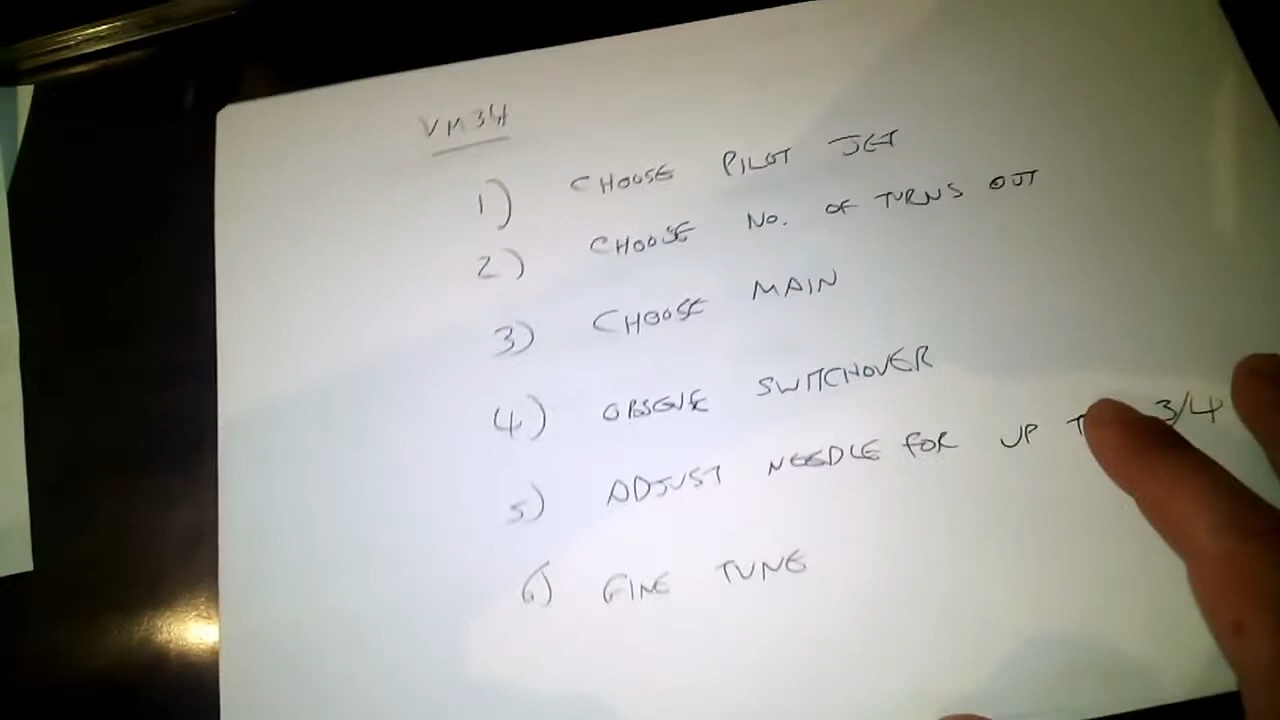 VM34
1) CHOOSE PILOT JET
2) CHOOSE No. OF TURNS OUT
3) CHOOSE MAIN
4) OBSERVE SWITCHOVER
5) ADJUST NEEDLE FOR UP 3/4
6) FINE TUNE